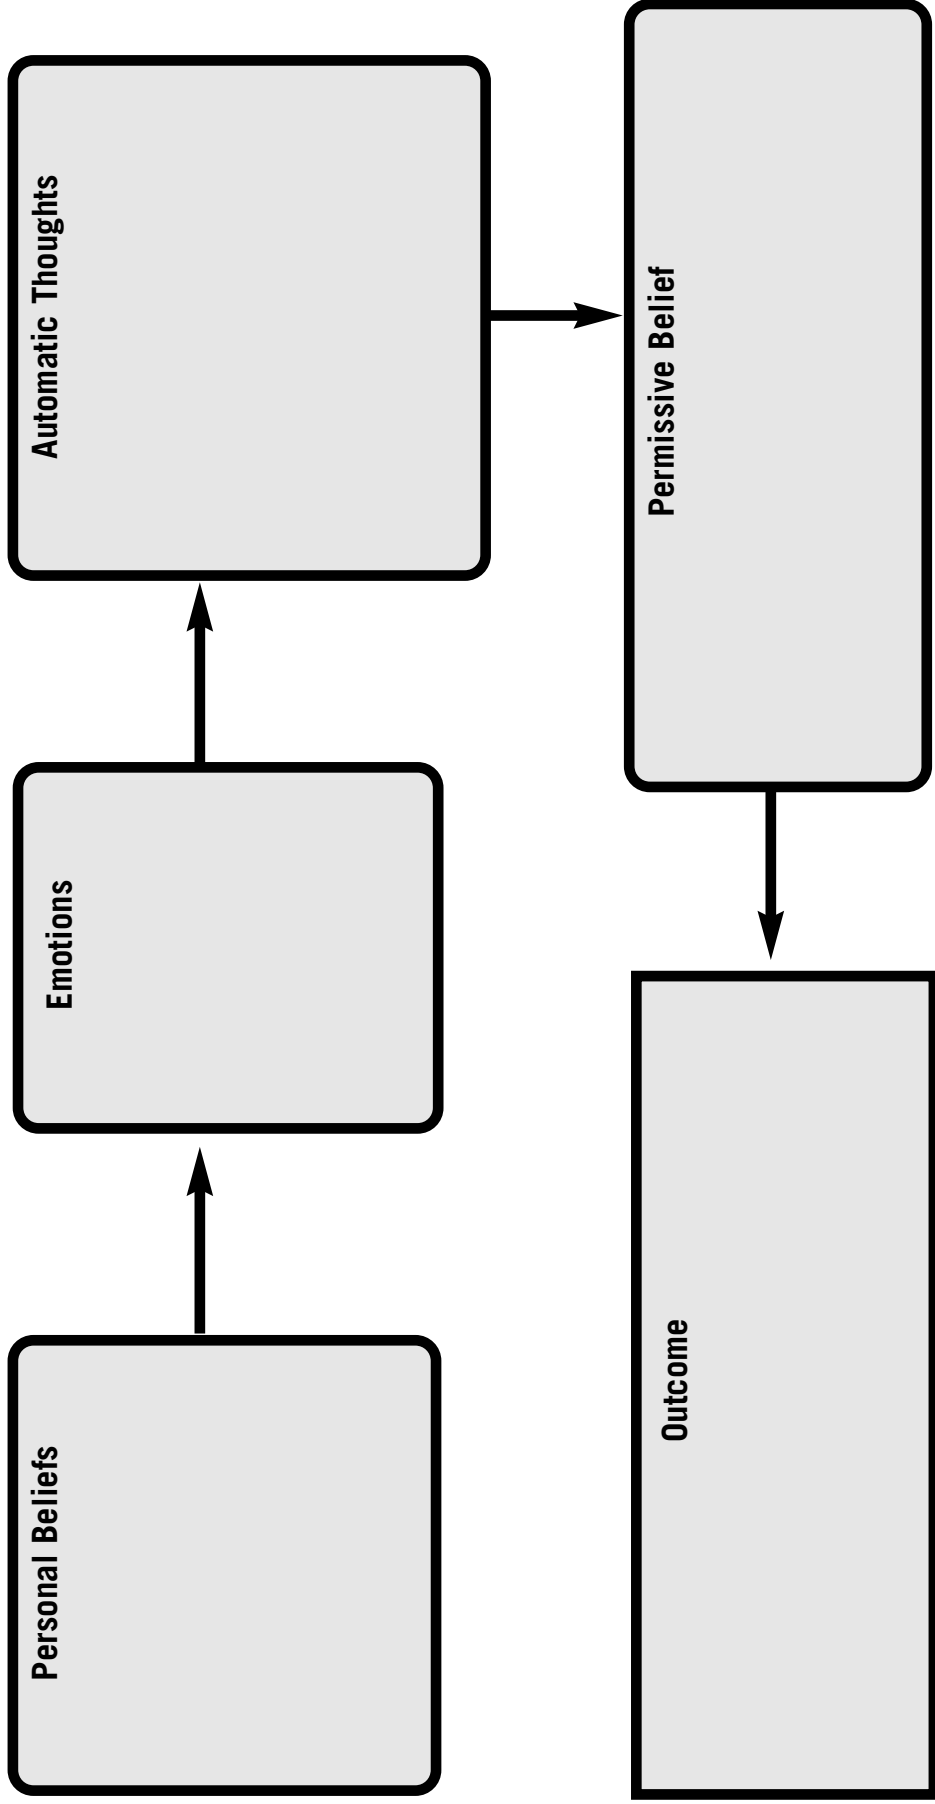 Personal Beliefs
Emotions
Automatic Thoughts
Permissive Belief
Outcome